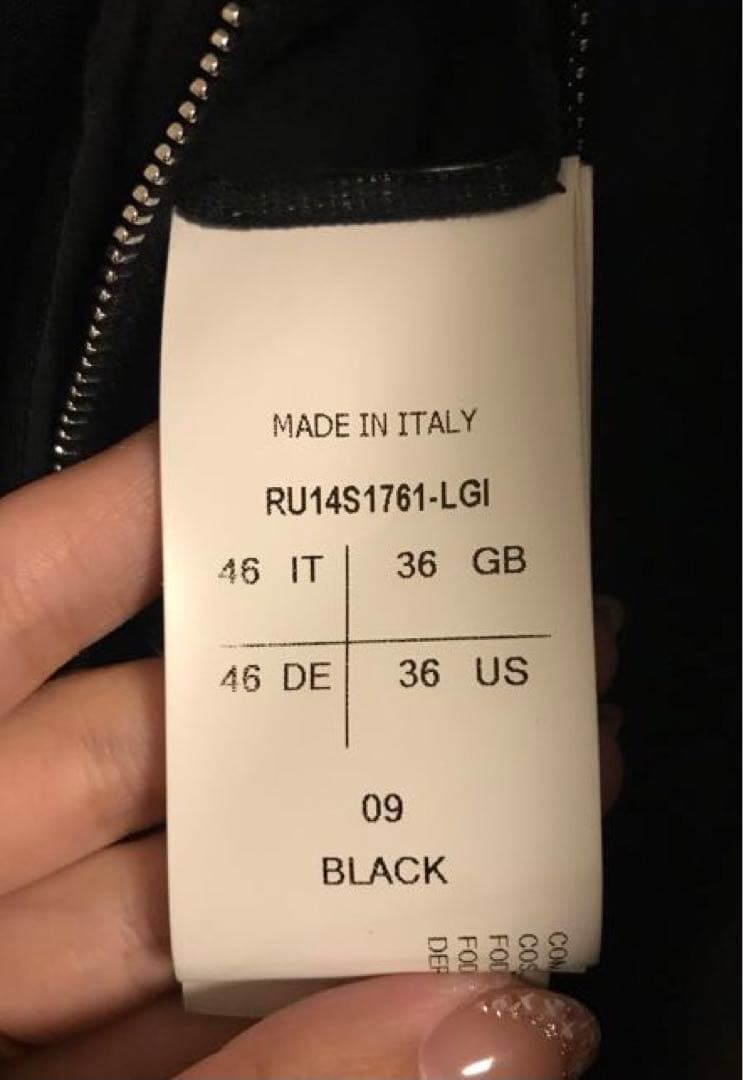 MADE IN ITALY
RU14S1761-LGI
46 IT 36 GB
46 DE 36 US
09
BLACK